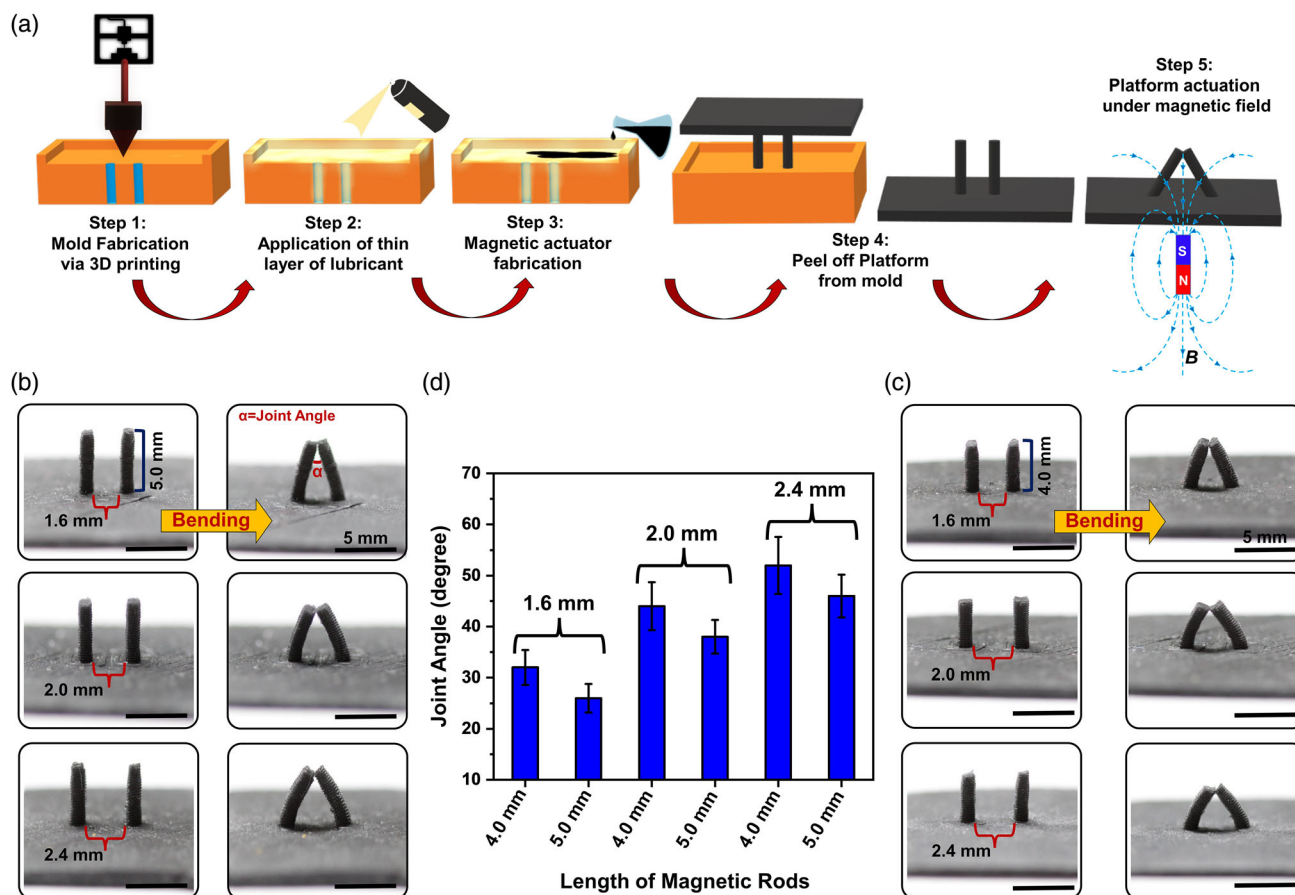 (a)
Step 1:
Mold Fabrication
via 3D printing
Step 2:
Application of thin
layer of lubricant
Step 3:
Magnetic actuator
fabrication
Step 4:
Peel off Platform
from mold
Step 5:
Platform actuation
under magnetic field
S
N
B
(b)
5.0 mm
1.6 mm
Bending
α=Joint Angle
α
5 mm
2.0 mm
2.4 mm
(d)
Joint Angle (degree)
70
60
50
40
30
20
10
1.6 mm
2.0 mm
2.4 mm
4.0 mm
5.0 mm
4.0 mm
5.0 mm
4.0 mm
5.0 mm
Length of Magnetic Rods
(c)
4.0 mm
1.6 mm
Bending
5 mm
2.0 mm
2.4 mm